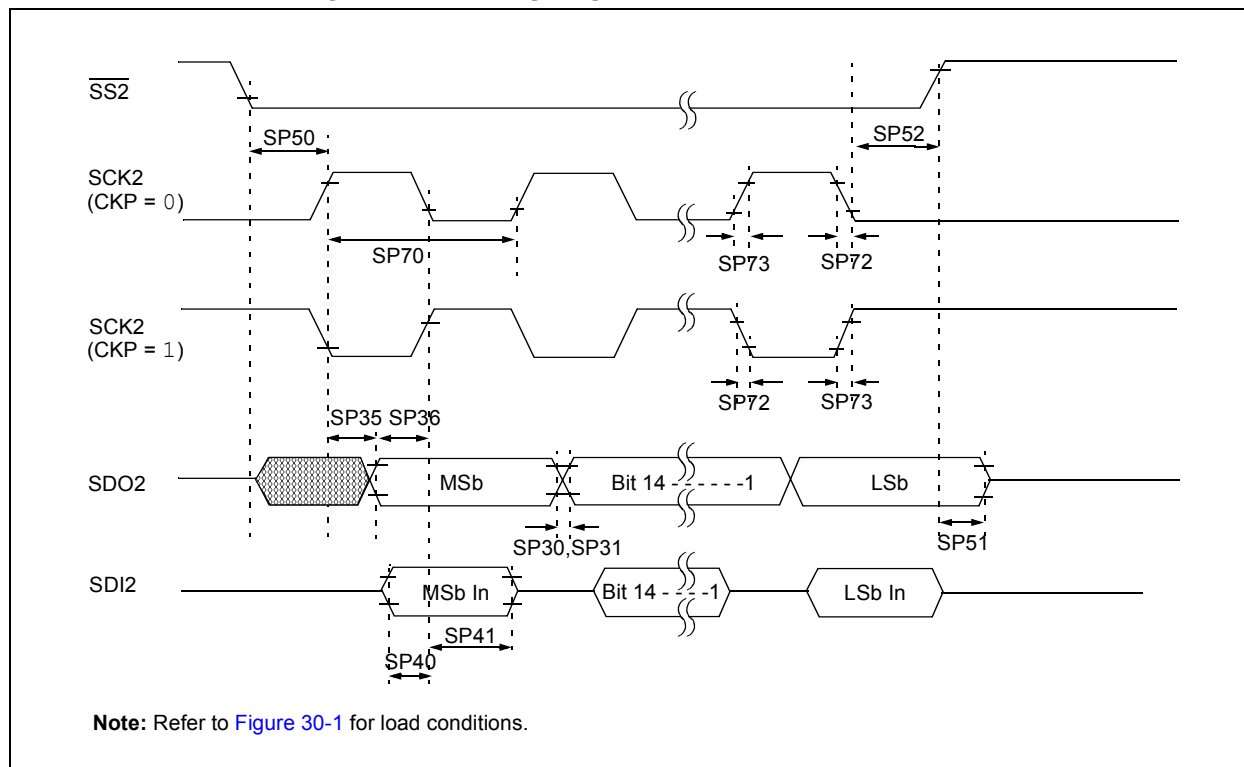 SS2
SP50
SP52
SCK2
(CKP = 0)
SP70
SP73
SP72
SCK2
(CKP = 1)
SP72
SP73
SP35
SP36
SDO2
MSb
Bit 14 - - - - - -1
LSb
SP30,SP31
SP51
SDI2
MSb In
Bit 14 - - - -1
LSb In
SP41
SP40
Note: Refer to Figure 30-1 for load conditions.